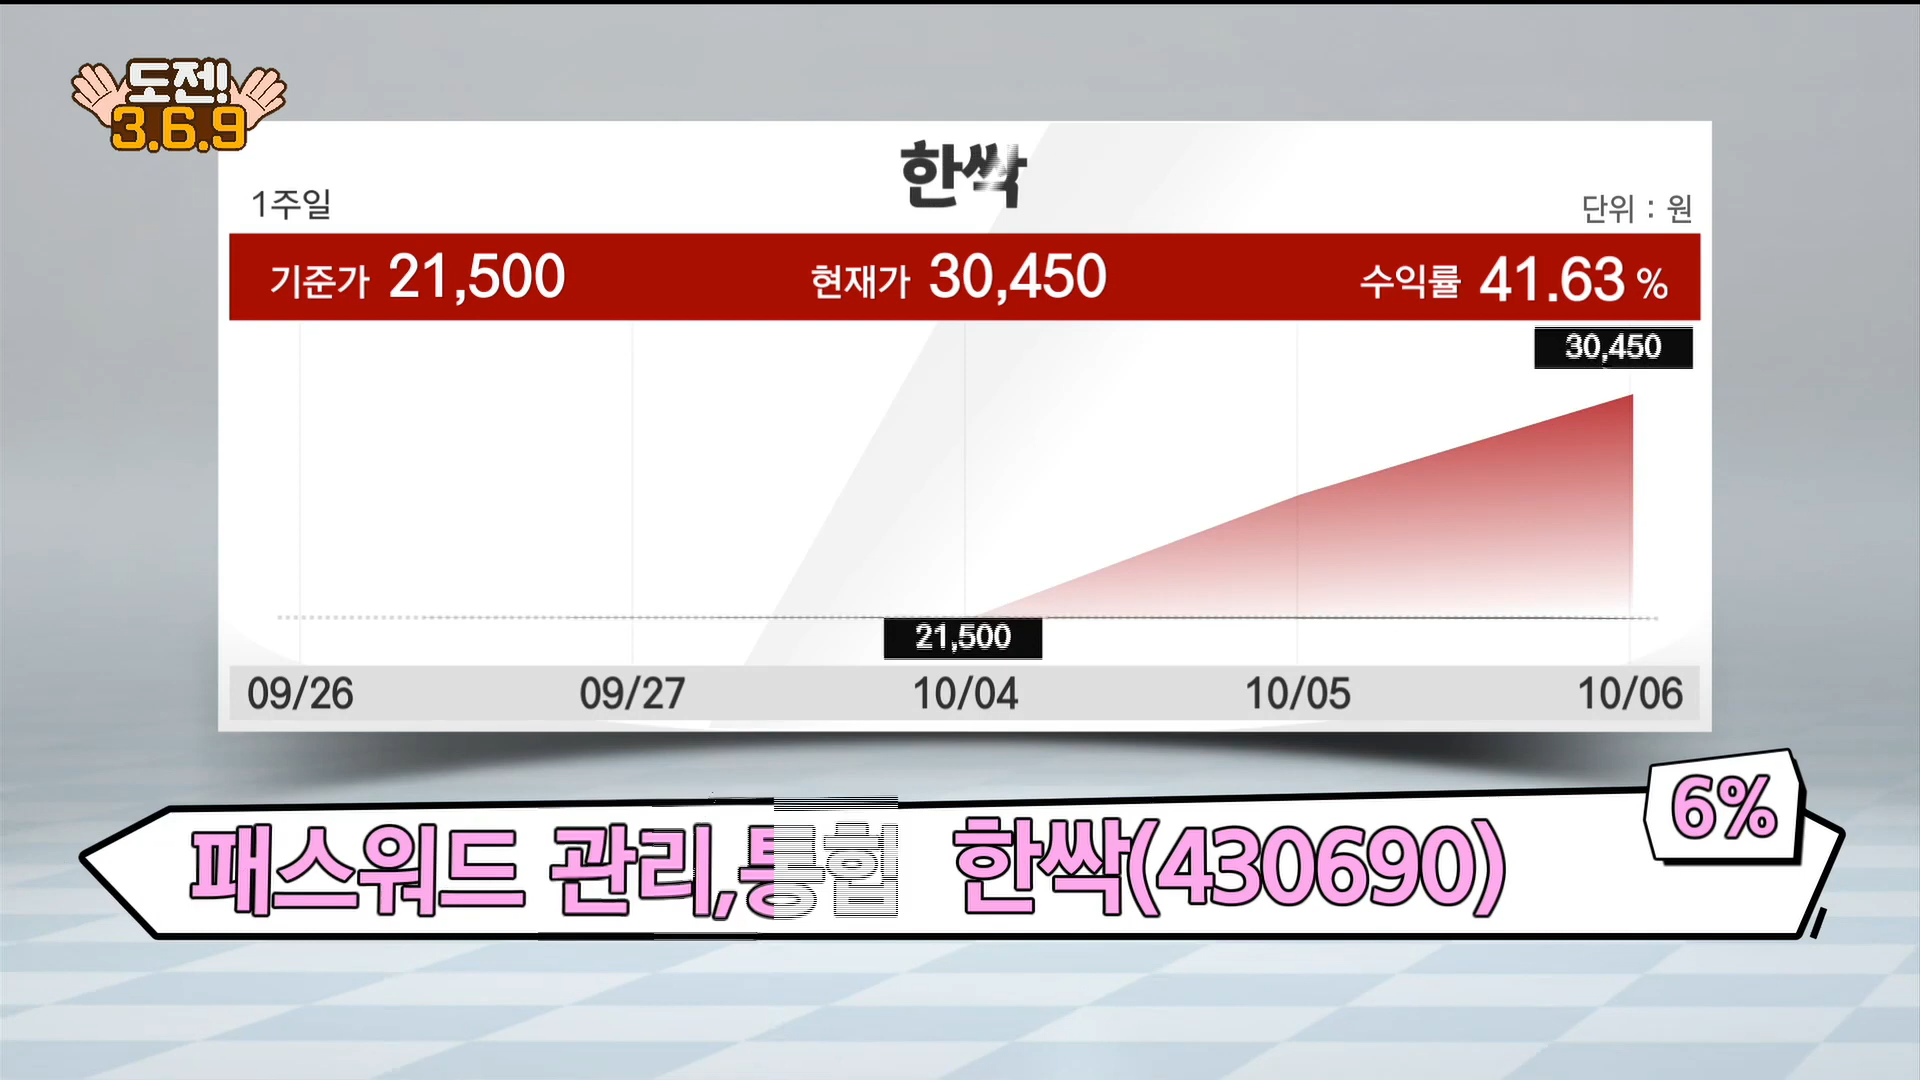 도전! 3.6.9
한싹
1주일
단위 : 원
기준가 21,500 현재가 30,450 수익률 41.63 %
30,450
21,500
09/26 09/27 10/04 10/05 10/06
6%
패스워드 관리, 한싹(430690)